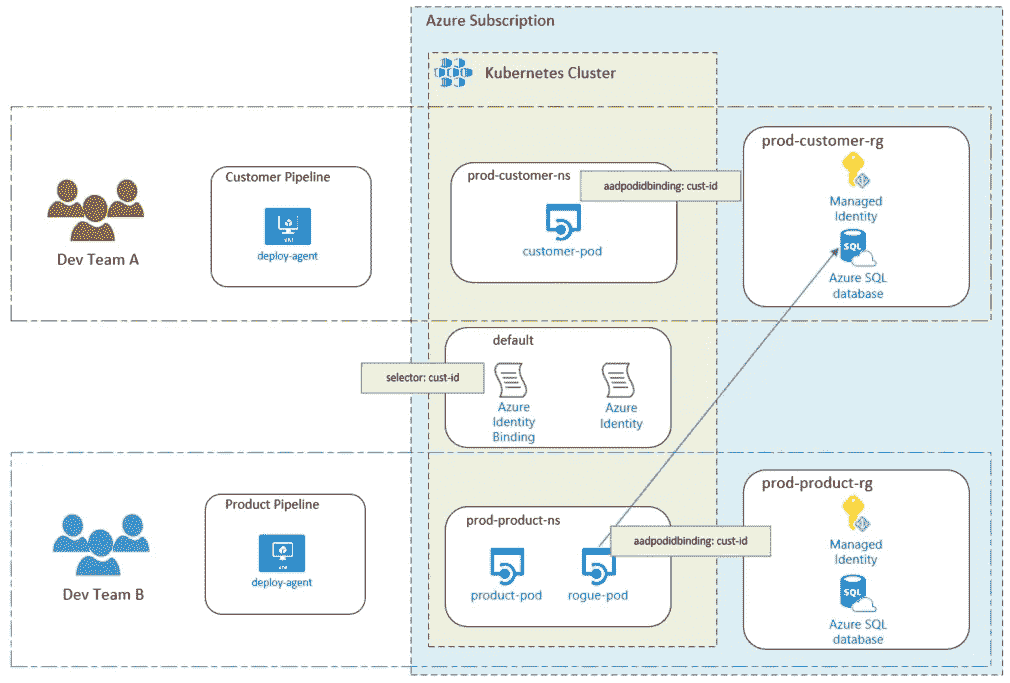 Azure Subscription
Kubernetes Cluster
Dev Team A
Customer Pipeline
deploy-agent
prod-customer-ns
aadpodidbinding: cust-id
customer-pod
prod-customer-rg
Managed
Identity
SQL
Azure SQL
database
default
selector: cust-id
Azure
Identity
Binding
Azure
Identity
Dev Team B
Product Pipeline
deploy-agent
prod-product-ns
aadpodidbinding: cust-id
product-pod
rogue-pod
prod-product-rg
Managed
Identity
SQL
Azure SQL
database